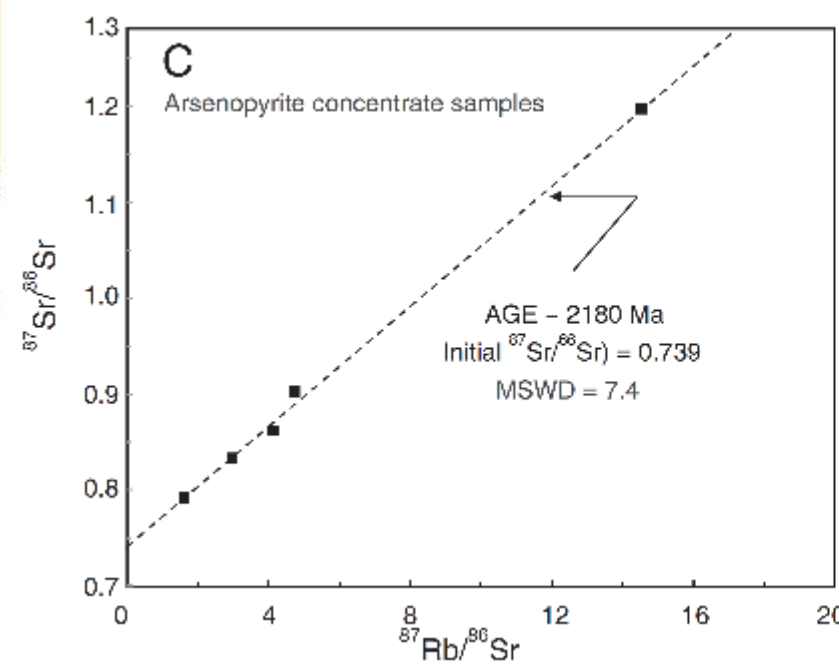 1.3
C
Arsenopyrite concentrate samples
1.2
1.1
1.0
0.9
0.8
0.7
⁸⁷Sr/⁸⁶Sr
AGE – 2180 Ma
Initial ⁸⁷Sr/⁸⁶Sr) = 0.739
MSWD = 7.4
0 4 8 12 16 20
⁸⁷Rb/⁸⁶Sr